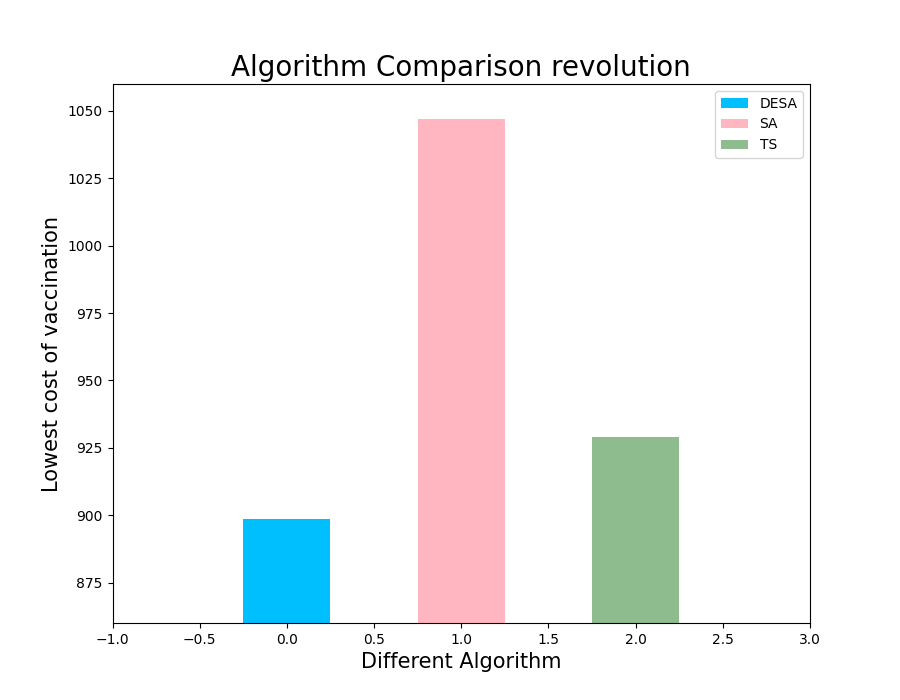 Algorithm Comparison revolution
DESA
SA
TS
Lowest cost of vaccination
1050
1025
1000
975
950
925
900
875
−1.0 −0.5 0.0 0.5 1.0 1.5 2.0 2.5 3.0
Different Algorithm